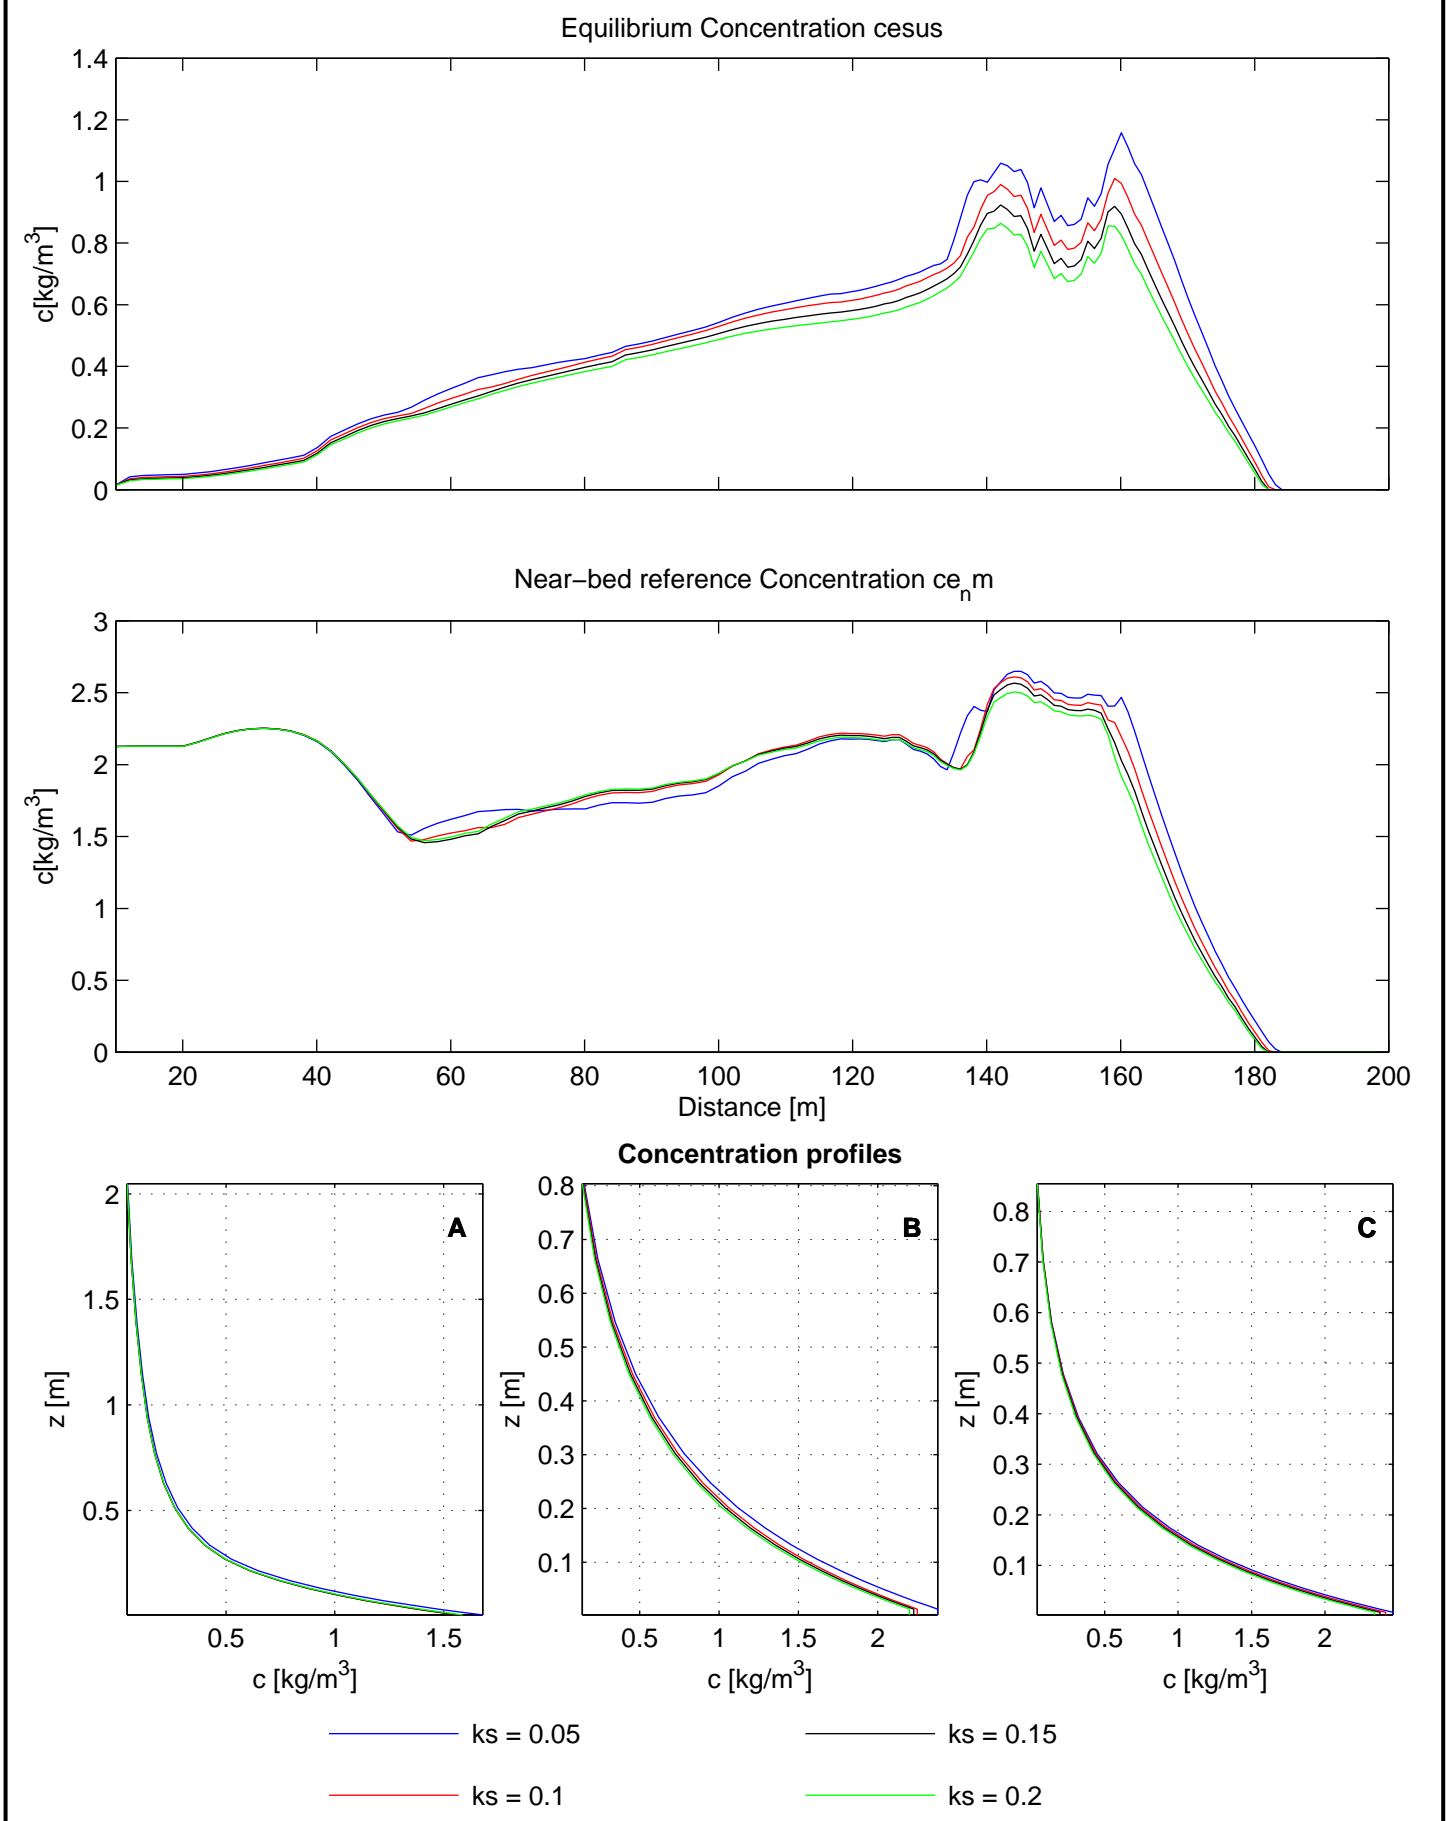 Equilibrium Concentration cesus
1.4
1.2
1
0.8
0.6
0.4
0.2
0
c[kg/m3]
Near−bed reference Concentration cenm
3
2.5
2
1.5
1
0.5
0
c[kg/m3]
20 40 60 80 100 120 140 160 180 200
Distance [m]
Concentration profiles
A
2
1.5
1
0.5
z [m]
0.5 1 1.5
c [kg/m3]
B
0.8
0.7
0.6
0.5
0.4
0.3
0.2
0.1
z [m]
0.5 1 1.5 2
c [kg/m3]
C
0.8
0.7
0.6
0.5
0.4
0.3
0.2
0.1
z [m]
0.5 1 1.5 2
c [kg/m3]
ks = 0.05
ks = 0.15
ks = 0.1
ks = 0.2